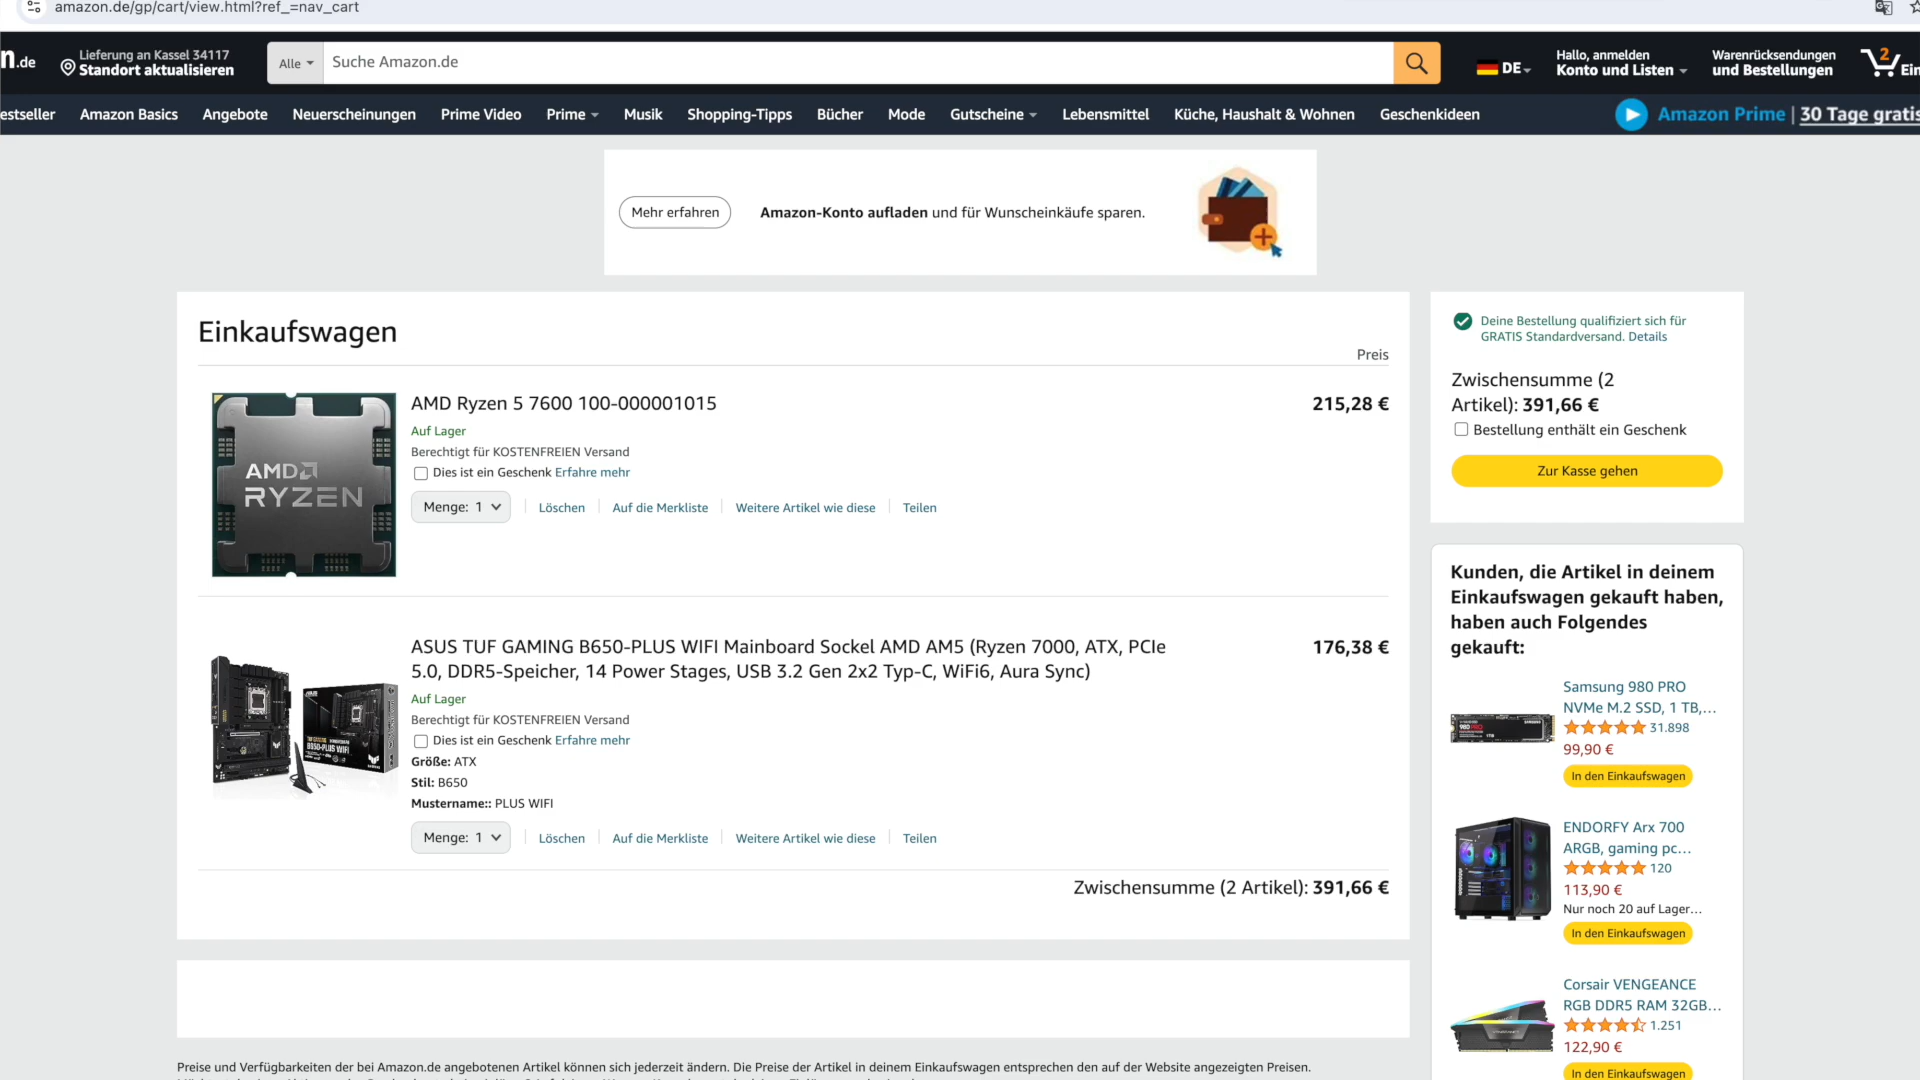 amazon.de/gp/cart/view.html?ref_=nav_cart
n.de
Lieferung an Kassel 34117
Standort aktualisieren
Alle
Suche Amazon.de
DE
Hallo, anmelden
Konto und Listen
Warenrücksendungen
und Bestellungen
2
Ein
estseller
Amazon Basics
Angebote
Neuerscheinungen
Prime Video
Prime
Musik
Shopping-Tipps
Bücher
Mode
Gutscheine
Lebensmittel
Küche, Haushalt & Wohnen
Geschenkideen
Amazon Prime | 30 Tage gratis
Mehr erfahren
Amazon-Konto aufladen und für Wunscheinkäufe sparen.
Einkaufswagen
Preis
AMD
RYZEN
AMD Ryzen 5 7600 100-000001015
215,28 €
Auf Lager
Berechtigt für KOSTENFREIEN Versand
Dies ist ein Geschenk Erfahre mehr
Menge: 1
Löschen
Auf die Merkliste
Weitere Artikel wie diese
Teilen
ASUS TUF GAMING B650-PLUS WIFI Mainboard Sockel AMD AM5 (Ryzen 7000, ATX, PCIe
5.0, DDR5-Speicher, 14 Power Stages, USB 3.2 Gen 2x2 Typ-C, WiFi6, Aura Sync)
176,38 €
B650-PLUS WIFI
Auf Lager
Berechtigt für KOSTENFREIEN Versand
Dies ist ein Geschenk Erfahre mehr
Größe: ATX
Stil: B650
Mustername:: PLUS WIFI
Menge: 1
Löschen
Auf die Merkliste
Weitere Artikel wie diese
Teilen
Zwischensumme (2 Artikel): 391,66 €
Deine Bestellung qualifiziert sich für
GRATIS Standardversand. Details
Zwischensumme (2
Artikel): 391,66 €
Bestellung enthält ein Geschenk
Zur Kasse gehen
Kunden, die Artikel in deinem
Einkaufswagen gekauft haben,
haben auch Folgendes
gekauft:
Samsung 980 PRO
NVMe M.2 SSD, 1 TB,…
31.898
99,90 €
In den Einkaufswagen
ENDORFY Arx 700
ARGB, gaming pc…
120
113,90 €
Nur noch 20 auf Lager…
In den Einkaufswagen
Corsair VENGEANCE
RGB DDR5 RAM 32GB…
1.251
122,90 €
In den Einkaufswagen
Preise und Verfügbarkeiten der bei Amazon.de angebotenen Artikel können sich jederzeit ändern. Die Preise der Artikel in deinem Einkaufswagen entsprechen den auf der Website angezeigten Preisen.